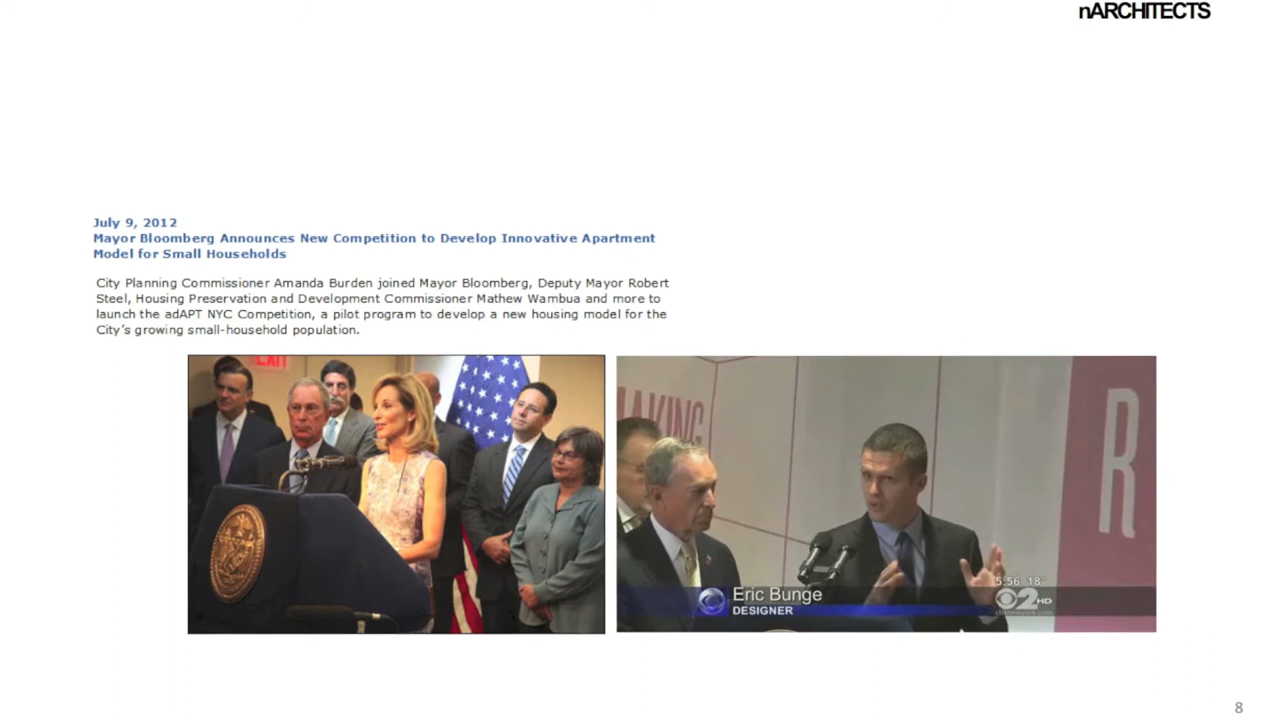 nARCHITECTS
July 9, 2012
Mayor Bloomberg Announces New Competition to Develop Innovative Apartment
Model for Small Households
City Planning Commissioner Amanda Burden joined Mayor Bloomberg, Deputy Mayor Robert
Steel, Housing Preservation and Development Commissioner Mathew Wambua and more to
launch the adAPT NYC Competition, a pilot program to develop a new housing model for the
City's growing small-household population.
EXIT
MAKING
R
Eric Bunge
DESIGNER
5:56 18°
2HD
8